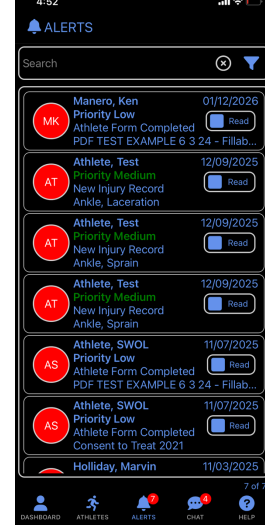 4:52
ALERTS
Search
MK
Manero, Ken 01/12/2026
Priority Low
Athlete Form Completed Read
PDF TEST EXAMPLE 6 3 24 - Fillab...
AT
Athlete, Test 12/09/2025
Priority Medium
New Injury Record Read
Ankle, Laceration
AT
Athlete, Test 12/09/2025
Priority Medium
New Injury Record Read
Ankle, Sprain
AT
Athlete, Test 12/09/2025
Priority Medium
New Injury Record Read
Ankle, Sprain
AS
Athlete, SWOL 11/07/2025
Priority Low
Athlete Form Completed Read
PDF TEST EXAMPLE 6 3 24 - Fillab...
AS
Athlete, SWOL 11/07/2025
Priority Low
Athlete Form Completed Read
Consent to Treat 2021
Holliday, Marvin 11/03/2025
7 of 7
7 4
DASHBOARD ATHLETES ALERTS CHAT HELP